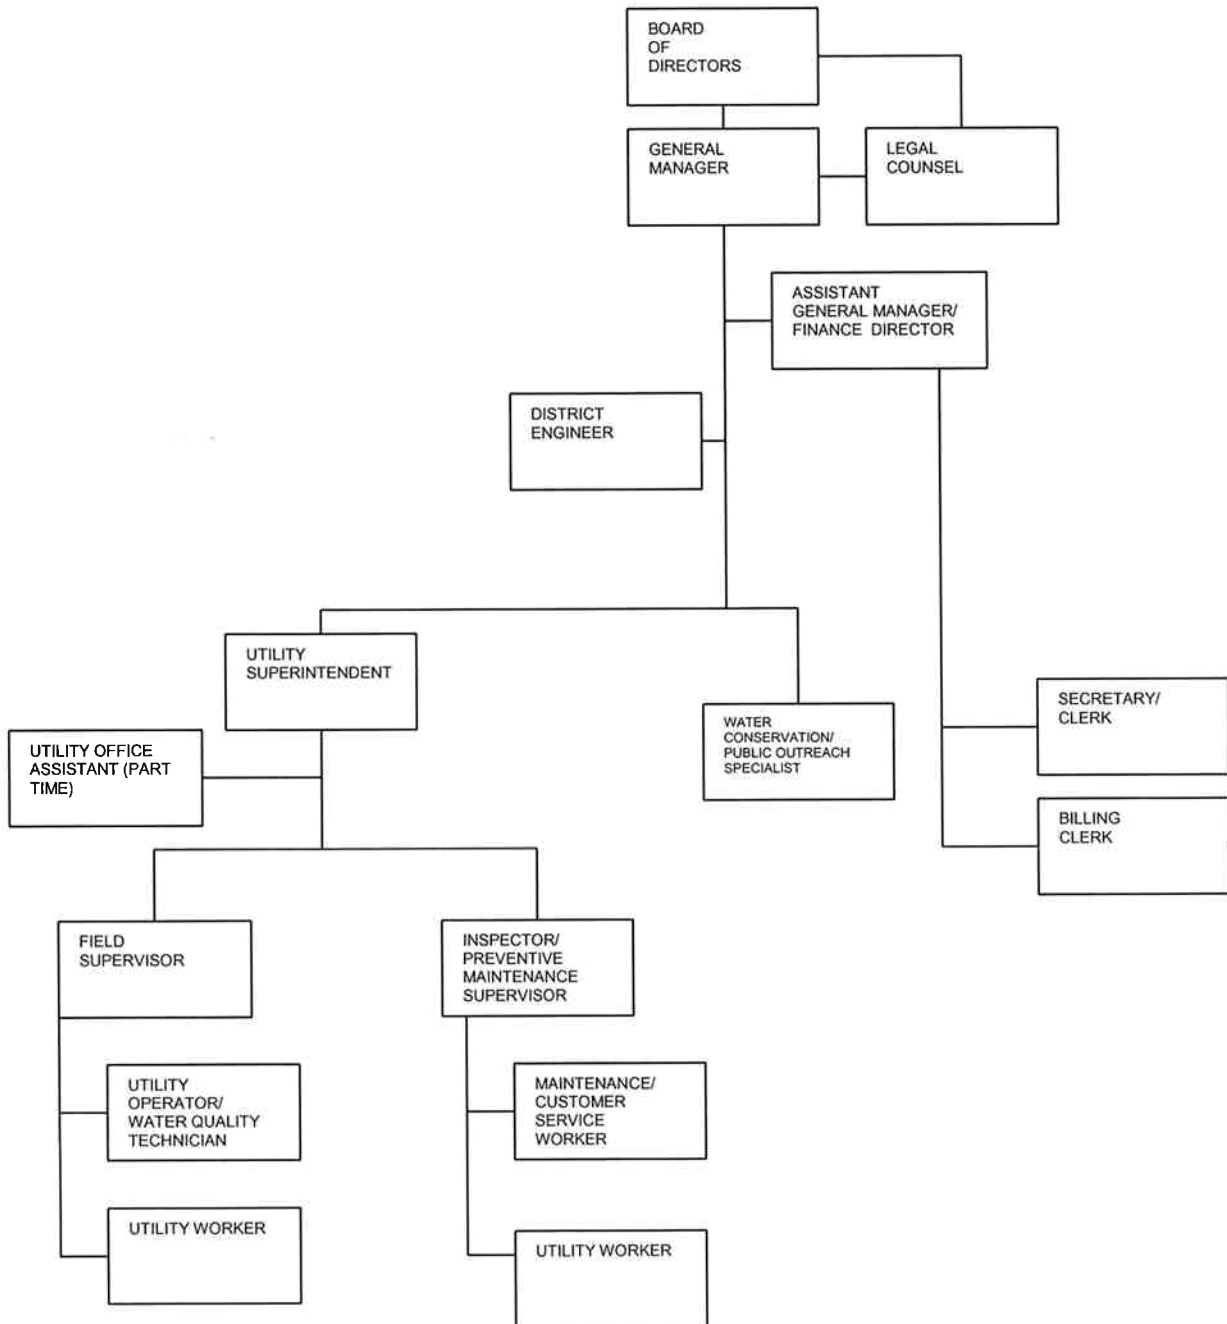 BOARD
OF
DIRECTORS
GENERAL
MANAGER
LEGAL
COUNSEL
ASSISTANT
GENERAL MANAGER/
FINANCE DIRECTOR
DISTRICT
ENGINEER
UTILITY
SUPERINTENDENT
WATER
CONSERVATION/
PUBLIC OUTREACH
SPECIALIST
SECRETARY/
CLERK
UTILITY OFFICE
ASSISTANT (PART
TIME)
BILLING
CLERK
FIELD
SUPERVISOR
INSPECTOR/
PREVENTIVE
MAINTENANCE
SUPERVISOR
UTILITY
OPERATOR/
WATER QUALITY
TECHNICIAN
MAINTENANCE/
CUSTOMER
SERVICE
WORKER
UTILITY WORKER
UTILITY WORKER